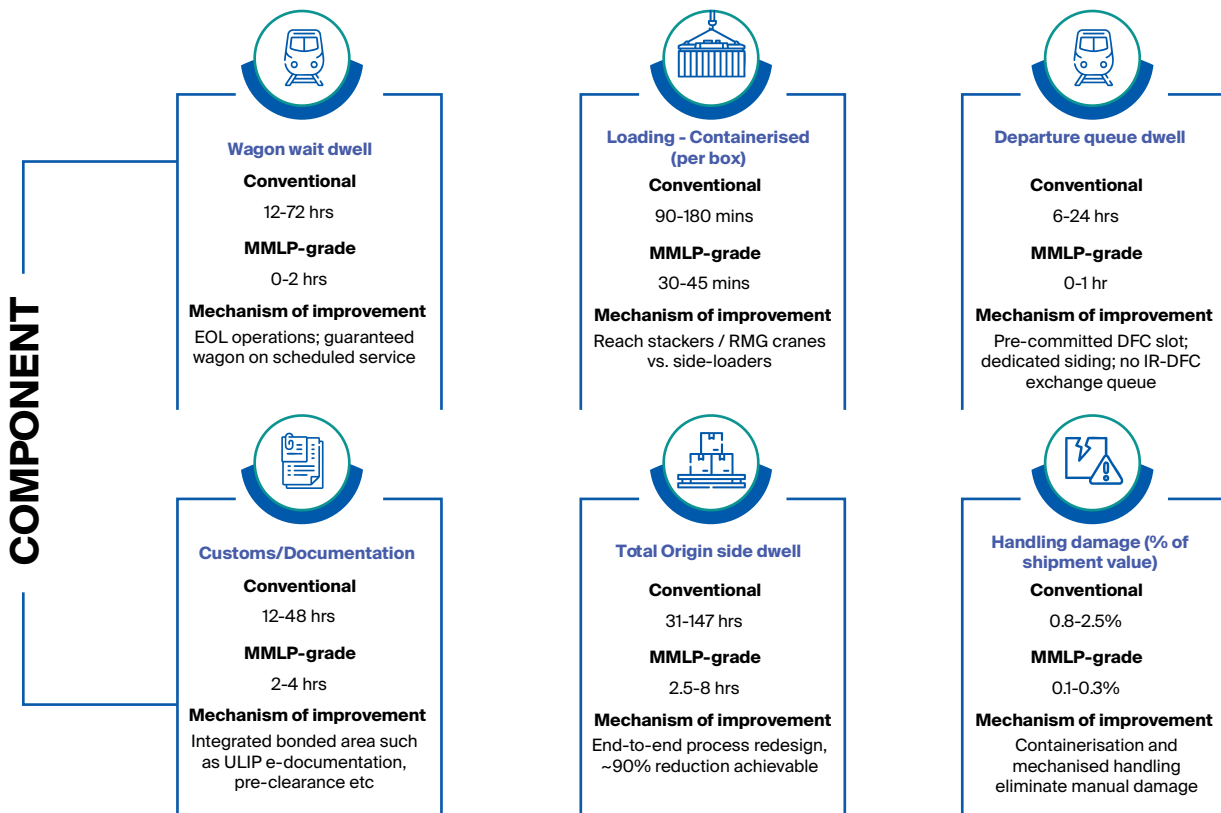 COMPONENT
Wagon wait dwell
Conventional
12-72 hrs
MMLP-grade
0-2 hrs
Mechanism of improvement
EOL operations; guaranteed
wagon on scheduled service
Loading - Containerised
(per box)
Conventional
90-180 mins
MMLP-grade
30-45 mins
Mechanism of improvement
Reach stackers / RMG cranes
vs. side-loaders
Departure queue dwell
Conventional
6-24 hrs
MMLP-grade
0-1 hr
Mechanism of improvement
Pre-committed DFC slot;
dedicated siding; no IR-DFC
exchange queue
Customs/Documentation
Conventional
12-48 hrs
MMLP-grade
2-4 hrs
Mechanism of improvement
Integrated bonded area such
as ULIP e-documentation,
pre-clearance etc
Total Origin side dwell
Conventional
31-147 hrs
MMLP-grade
2.5-8 hrs
Mechanism of improvement
End-to-end process redesign,
~90% reduction achievable
Handling damage (% of
shipment value)
Conventional
0.8-2.5%
MMLP-grade
0.1-0.3%
Mechanism of improvement
Containerisation and
mechanised handling
eliminate manual damage